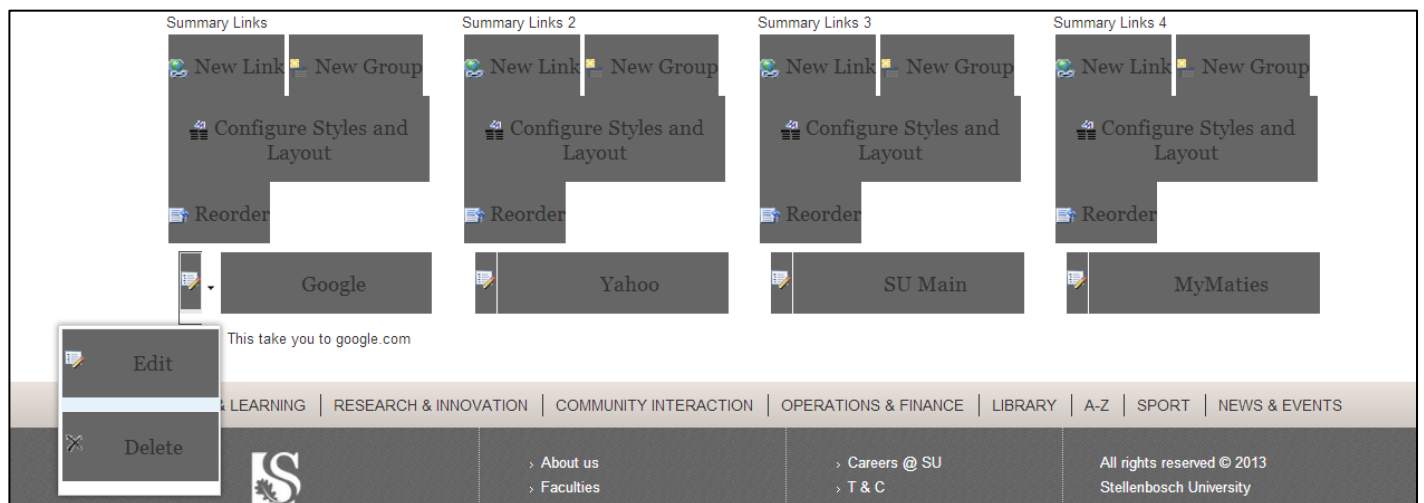 Summary Links
Summary Links 2
Summary Links 3
Summary Links 4
New Link New Group
New Link New Group
New Link New Group
New Link New Group
Configure Styles and
Layout
Configure Styles and
Layout
Configure Styles and
Layout
Configure Styles and
Layout
Reorder
Reorder
Reorder
Reorder
Google
Yahoo
SU Main
MyMaties
This take you to google.com
Edit
Delete
& LEARNING | RESEARCH & INNOVATION | COMMUNITY INTERACTION | OPERATIONS & FINANCE | LIBRARY | A-Z | SPORT | NEWS & EVENTS
› About us
› Faculties
› Careers @ SU
› T & C
All rights reserved © 2013
Stellenbosch University